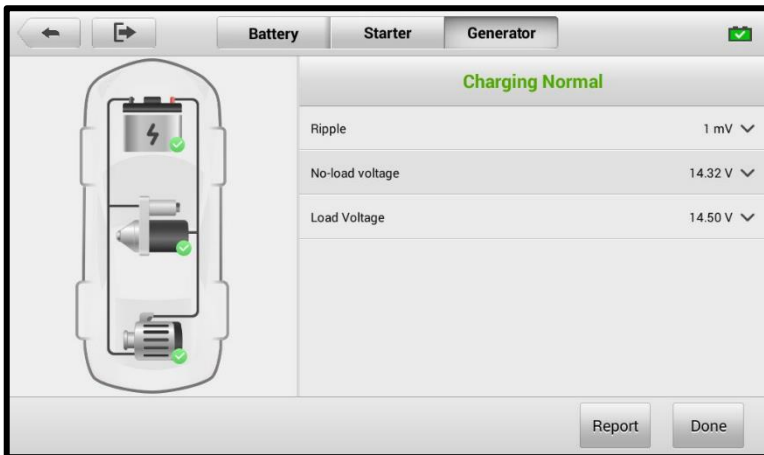 Battery Starter Generator
Charging Normal
Ripple 1 mV
No-load voltage 14.32 V
Load Voltage 14.50 V
Report Done